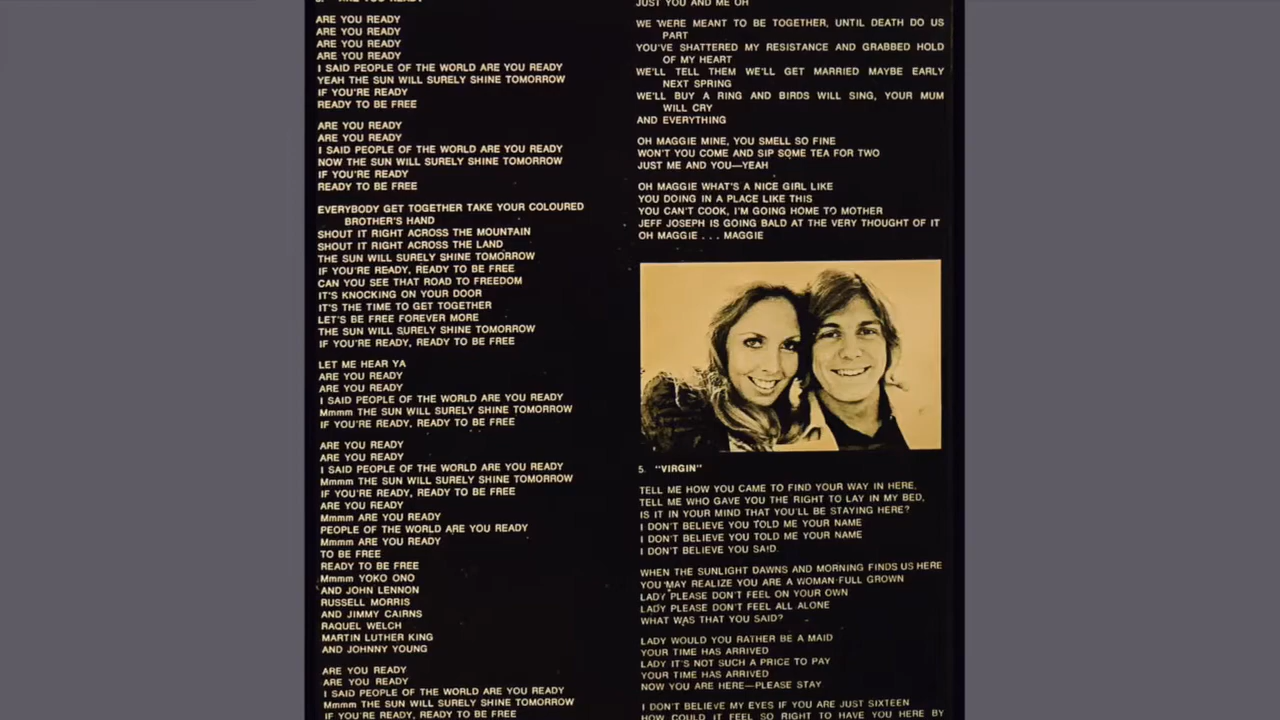 ARE YOU READY
ARE YOU READY
ARE YOU READY
ARE YOU READY
ARE YOU READY
I SAID PEOPLE OF THE WORLD ARE YOU READY
YEAH THE SUN WILL SURELY SHINE TOMORROW
IF YOU'RE READY
READY TO BE FREE
ARE YOU READY
ARE YOU READY
I SAID PEOPLE OF THE WORLD ARE YOU READY
NOW THE SUN WILL SURELY SHINE TOMORROW
IF YOU'RE READY
READY TO BE FREE
EVERYBODY GET TOGETHER TAKE YOUR COLOURED
BROTHER'S HAND
SHOUT IT RIGHT ACROSS THE MOUNTAIN
SHOUT IT RIGHT ACROSS THE LAND
THE SUN WILL SURELY SHINE TOMORROW
IF YOU'RE READY, READY TO BE FREE
CAN YOU SEE THAT ROAD TO FREEDOM
IT'S KNOCKING ON YOUR DOOR
IT'S THE TIME TO GET TOGETHER
LET'S BE FREE FOREVER MORE
THE SUN WILL SURELY SHINE TOMORROW
IF YOU'RE READY, READY TO BE FREE
LET ME HEAR YA
ARE YOU READY
ARE YOU READY
I SAID PEOPLE OF THE WORLD ARE YOU READY
Mmmm THE SUN WILL SURELY SHINE TOMORROW
IF YOU'RE READY, READY TO BE FREE
ARE YOU READY
ARE YOU READY
I SAID PEOPLE OF THE WORLD ARE YOU READY
Mmmm THE SUN WILL SURELY SHINE TOMORROW
IF YOU'RE READY, READY TO BE FREE
ARE YOU READY
Mmmm ARE YOU READY
PEOPLE OF THE WORLD ARE YOU READY
Mmmm ARE YOU READY
TO BE FREE
READY TO BE FREE
Mmmm YOKO ONO
AND JOHN LENNON
RUSSELL MORRIS
AND JIMMY CAIRNS
RAQUEL WELCH
MARTIN LUTHER KING
AND JOHNNY YOUNG
ARE YOU READY
ARE YOU READY
I SAID PEOPLE OF THE WORLD ARE YOU READY
Mmmm THE SUN WILL SURELY SHINE TOMORROW
IF YOU'RE READY, READY TO BE FREE
JUST YOU AND ME OH
WE WERE MEANT TO BE TOGETHER, UNTIL DEATH DO US
PART
YOU'VE SHATTERED MY RESISTANCE AND GRABBED HOLD
OF MY HEART
WE'LL TELL THEM WE'LL GET MARRIED MAYBE EARLY
NEXT SPRING
WE'LL BUY A RING AND BIRDS WILL SING, YOUR MUM
WILL CRY
AND EVERYTHING
OH MAGGIE MINE, YOU SMELL SO FINE
WON'T YOU COME AND SIP SOME TEA FOR TWO
JUST ME AND YOU—YEAH
OH MAGGIE WHAT'S A NICE GIRL LIKE
YOU DOING IN A PLACE LIKE THIS
YOU CAN'T COOK, I'M GOING HOME TO MOTHER
JEFF JOSEPH IS GOING BALD AT THE VERY THOUGHT OF IT
OH MAGGIE . . . MAGGIE
5. "VIRGIN"
TELL ME HOW YOU CAME TO FIND YOUR WAY IN HERE,
TELL ME WHO GAVE YOU THE RIGHT TO LAY IN MY BED,
IS IT IN YOUR MIND THAT YOU'LL BE STAYING HERE?
I DON'T BELIEVE YOU TOLD ME YOUR NAME
I DON'T BELIEVE YOU TOLD ME YOUR NAME
I DON'T BELIEVE YOU SAID.
WHEN THE SUNLIGHT DAWNS AND MORNING FINDS US HERE
YOU MAY REALIZE YOU ARE A WOMAN FULL GROWN
LADY PLEASE DON'T FEEL ON YOUR OWN
LADY PLEASE DON'T FEEL ALL ALONE
WHAT WAS THAT YOU SAID?
LADY WOULD YOU RATHER BE A MAID
YOUR TIME HAS ARRIVED
LADY IT'S NOT SUCH A PRICE TO PAY
YOUR TIME HAS ARRIVED
NOW YOU ARE HERE—PLEASE STAY
I DON'T BELIEVE MY EYES IF YOU ARE JUST SIXTEEN
HOW COULD IT FEEL SO RIGHT TO HAVE YOU HERE BY